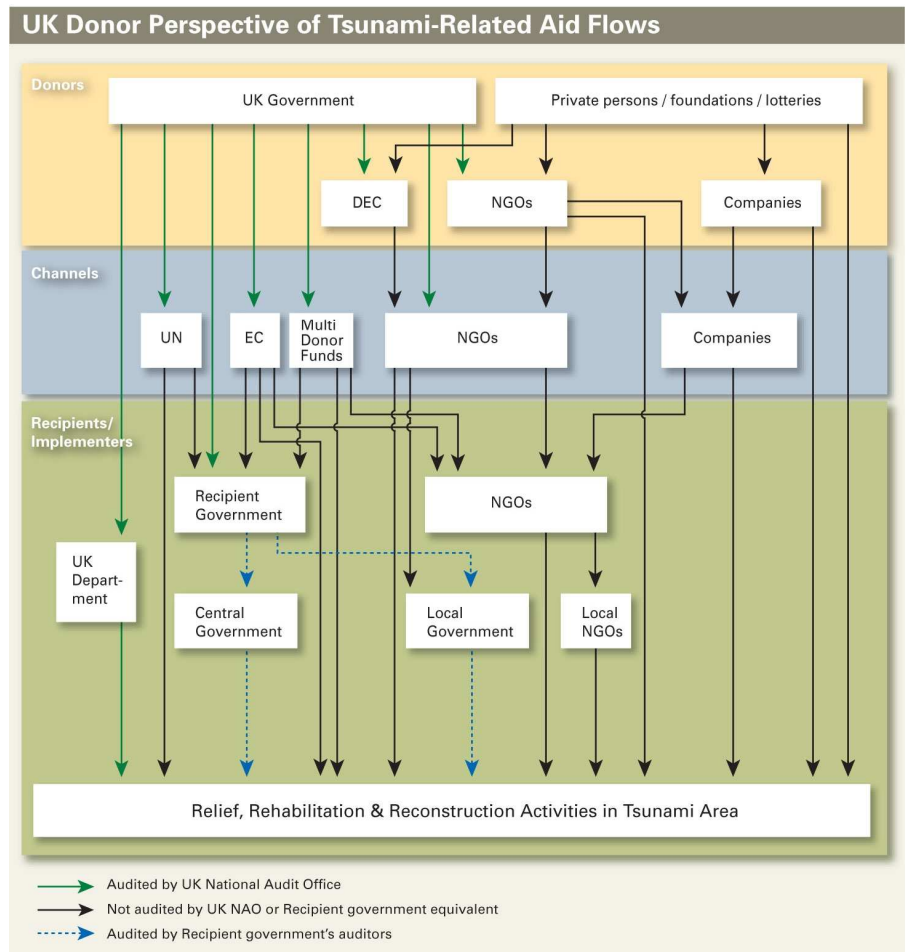 UK Donor Perspective of Tsunami-Related Aid Flows
Donors
UK Government
Private persons / foundations / lotteries
DEC
NGOs
Companies
Channels
UN
EC
Multi
Donor
Funds
NGOs
Companies
Recipients/
Implementers
Recipient
Government
NGOs
UK
Depart-
ment
Central
Government
Local
Government
Local
NGOs
Relief, Rehabilitation & Reconstruction Activities in Tsunami Area
Audited by UK National Audit Office
Not audited by UK NAO or Recipient government equivalent
Audited by Recipient government's auditors